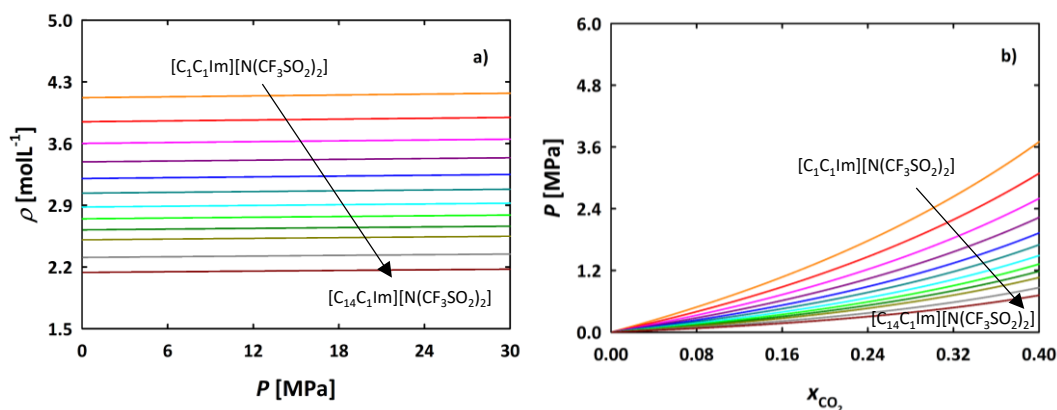 a)
[C₁C₁Im][N(CF₃SO₂)₂]
[C₁₄C₁Im][N(CF₃SO₂)₂]
5.0
4.3
3.6
2.9
2.2
1.5
ρ [molL⁻¹]
0
6
12
18
24
30
P [MPa]
b)
[C₁C₁Im][N(CF₃SO₂)₂]
[C₁₄C₁Im][N(CF₃SO₂)₂]
6.0
4.8
3.6
2.4
1.2
0.0
P [MPa]
0.00
0.08
0.16
0.24
0.32
0.40
x_CO₂